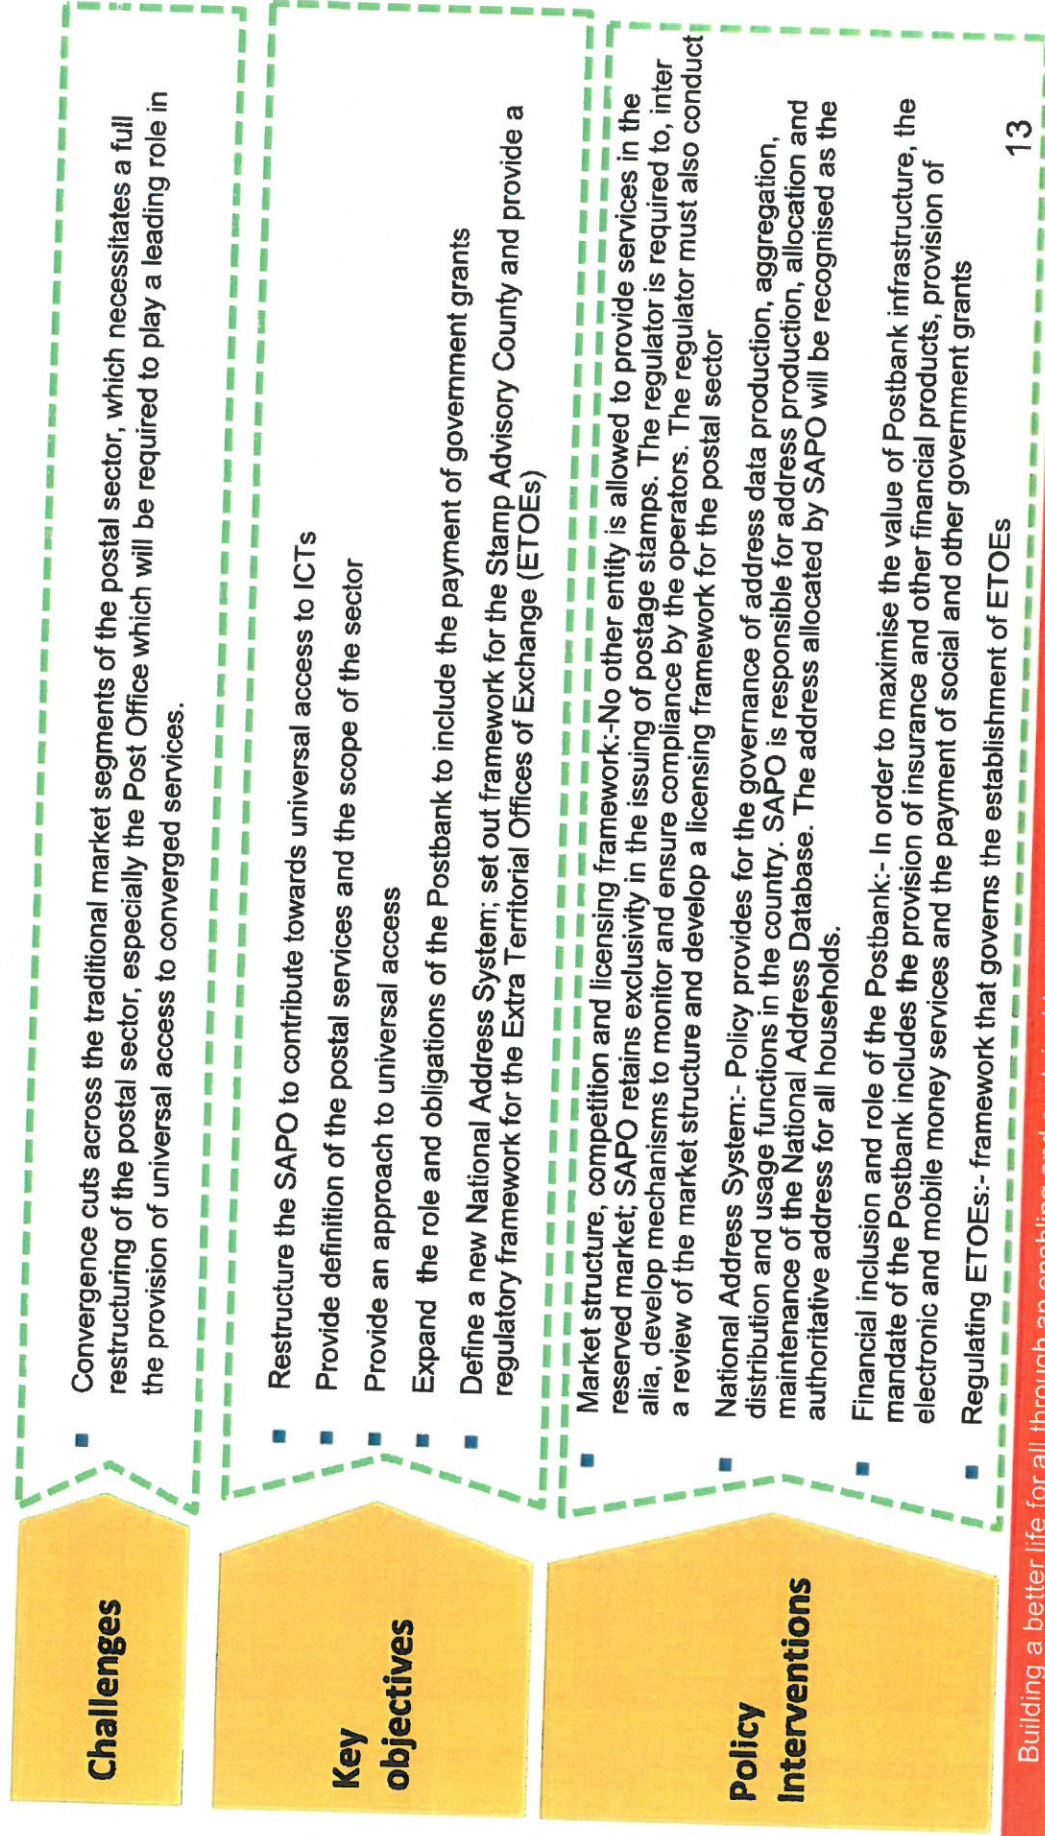 Challenges
Convergence cuts across the traditional market segments of the postal sector, which necessitates a full
restructuring of the postal sector, especially the Post Office which will be required to play a leading role in
the provision of universal access to converged services.
Key
objectives
Restructure the SAPO to contribute towards universal access to ICTs
Provide definition of the postal services and the scope of the sector
Provide an approach to universal access
Expand the role and obligations of the Postbank to include the payment of government grants
Define a new National Address System; set out framework for the Stamp Advisory County and provide a
regulatory framework for the Extra Territorial Offices of Exchange (ETOEs)
Policy
Interventions
Market structure, competition and licensing framework:-No other entity is allowed to provide services in the
reserved market; SAPO retains exclusivity in the issuing of postage stamps. The regulator is required to, inter
alia, develop mechanisms to monitor and ensure compliance by the operators. The regulator must also conduct
a review of the market structure and develop a licensing framework for the postal sector
National Address System:- Policy provides for the governance of address data production, aggregation,
distribution and usage functions in the country. SAPO is responsible for address production, allocation and
maintenance of the National Address Database. The address allocated by SAPO will be recognised as the
authoritative address for all households.
Financial inclusion and role of the Postbank:- In order to maximise the value of Postbank infrastructure, the
mandate of the Postbank includes the provision of insurance and other financial products, provision of
electronic and mobile money services and the payment of social and other government grants
Regulating ETOEs:- framework that governs the establishment of ETOEs
13
Building a better life for all through an enabling and